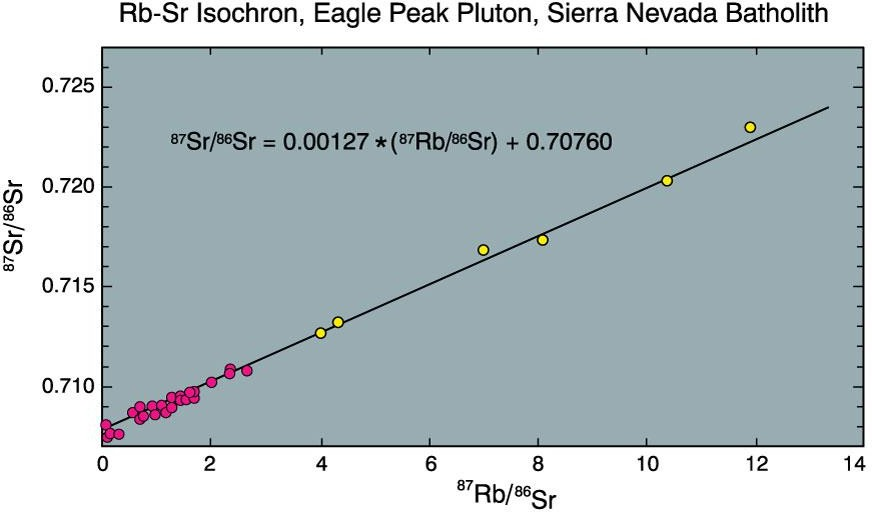 Rb-Sr Isochron, Eagle Peak Pluton, Sierra Nevada Batholith
0.725
⁸⁷Sr/⁸⁶Sr = 0.00127 * (⁸⁷Rb/⁸⁶Sr) + 0.70760
0.720
⁸⁷Sr/⁸⁶Sr
0.715
0.710
0 2 4 6 8 10 12 14
⁸⁷Rb/⁸⁶Sr